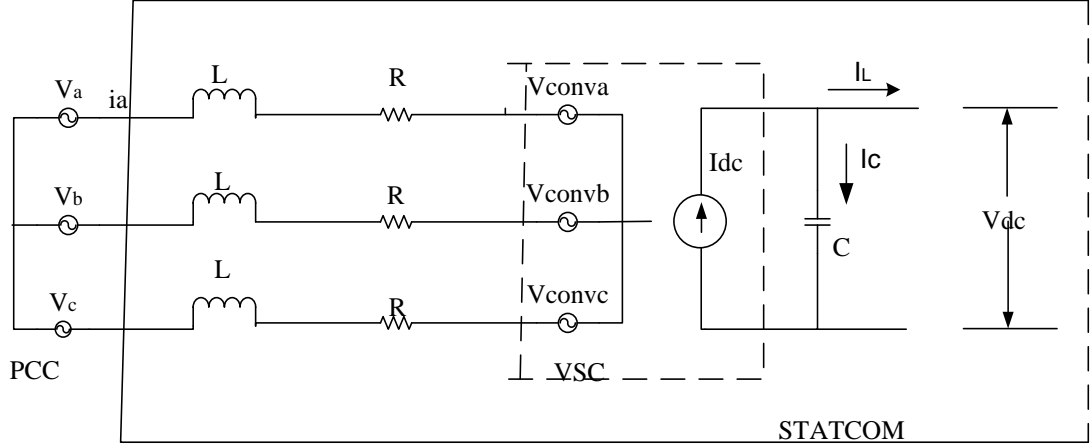 Va
ia
L
R
Vconva
IL
Vb
L
R
Vconvb
Idc
Ic
C
Vdc
Vc
L
R
Vconvc
PCC
VSC
STATCOM